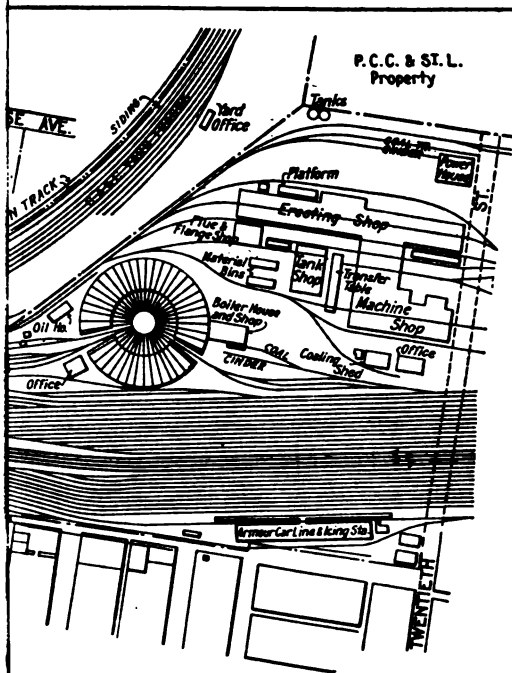 P.C.C. & ST. L.
Property
Tanks
Yard
Office
SIDING
SE AVE.
N TRACK
Power
House
Platform
ST.
Erecting Shop
Flue &
Flange Shop
Material
Bins
Tank
Shop
Transfer
Table
Machine
Shop
Boiler House
and Shop
Oil Ho.
COAL
Coaling
Shed
Office
CINDER
Office
Armour Car Line & Icing Sta.
TWENTIETH